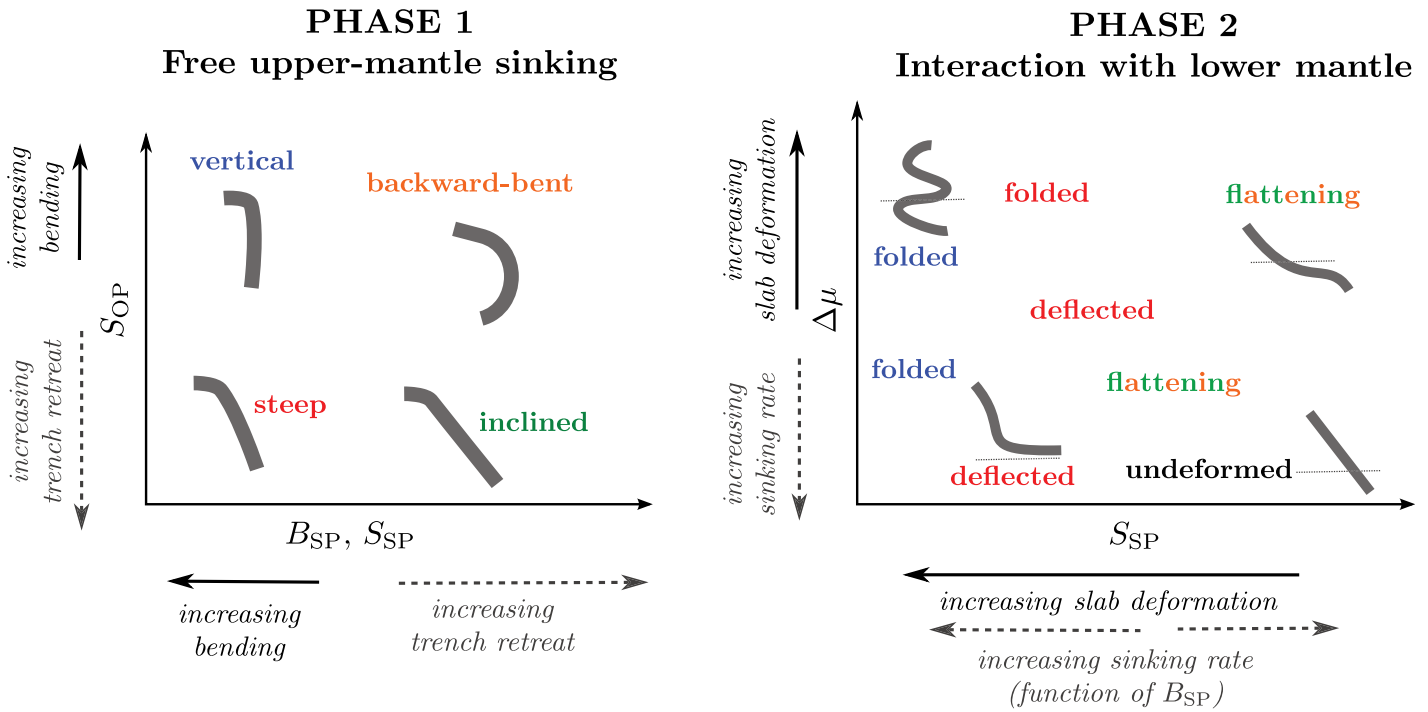 PHASE 1
Free upper-mantle sinking
increasing
bending
increasing
trench retreat
S_OP
vertical
backward-bent
steep
inclined
B_SP, S_SP
increasing
bending
increasing
trench retreat
PHASE 2
Interaction with lower mantle
increasing
slab deformation
increasing
sinking rate
Δμ
folded
flattening
folded
deflected
folded
flattening
deflected
undeformed
S_SP
increasing slab deformation
increasing sinking rate
(function of B_SP)